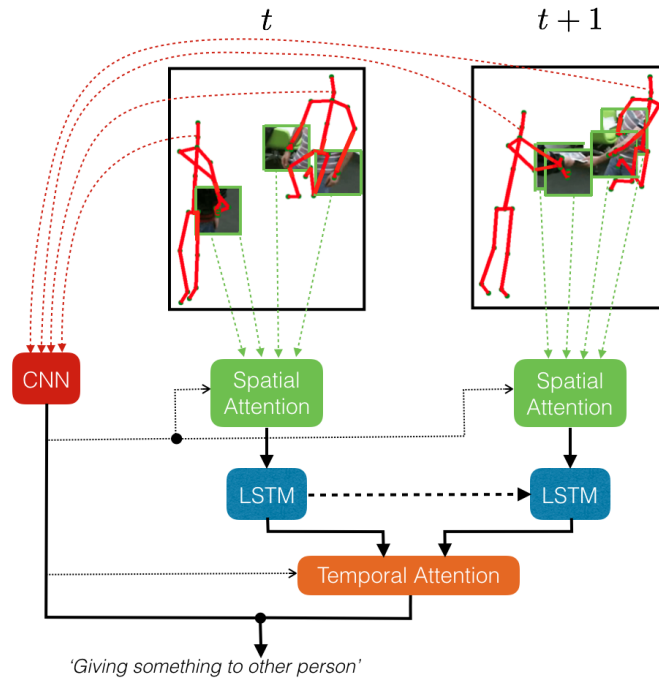 t
t + 1
CNN
Spatial
Attention
Spatial
Attention
LSTM
LSTM
Temporal Attention
'Giving something to other person'